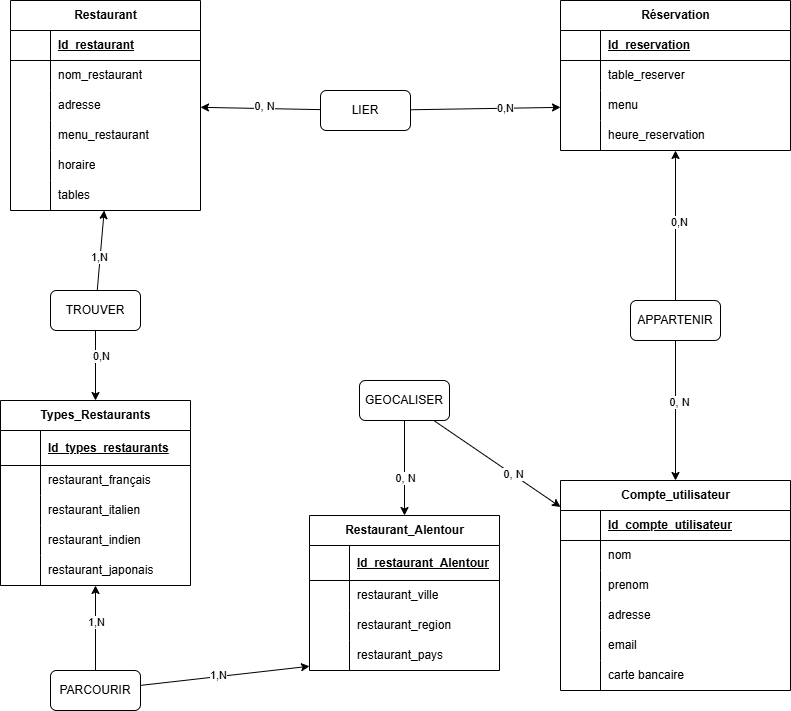 Restaurant
Id_restaurant
nom_restaurant
adresse
menu_restaurant
horaire
tables
Réservation
Id_reservation
table_reserver
menu
heure_reservation
0, N
LIER
0,N
1,N
TROUVER
0,N
0,N
APPARTENIR
0, N
Types_Restaurants
Id_types_restaurants
restaurant_français
restaurant_italien
restaurant_indien
restaurant_japonais
GEOCALISER
0, N
0, N
Restaurant_Alentour
Id_restaurant_Alentour
restaurant_ville
restaurant_region
restaurant_pays
Compte_utilisateur
Id_compte_utilisateur
nom
prenom
adresse
email
carte bancaire
1,N
PARCOURIR
1,N